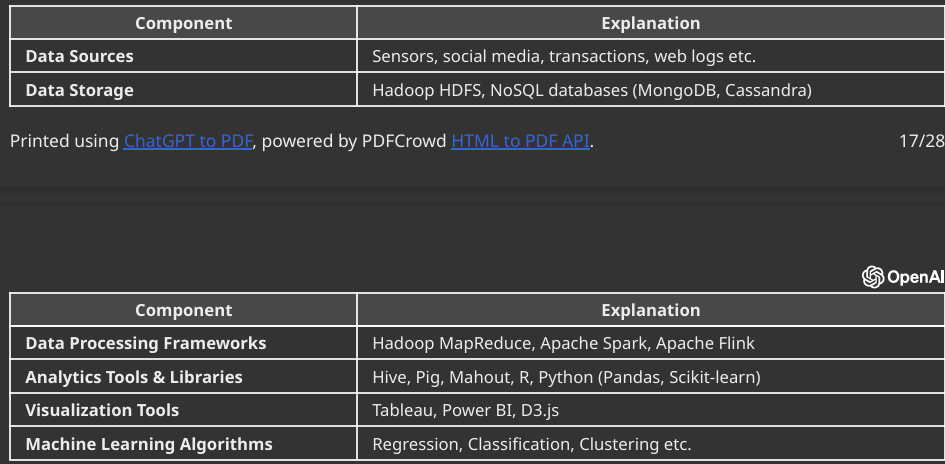 Component Explanation
Data Sources Sensors, social media, transactions, web logs etc.
Data Storage Hadoop HDFS, NoSQL databases (MongoDB, Cassandra)
Printed using ChatGPT to PDF, powered by PDFCrowd HTML to PDF API. 17/28
OpenAI
Component Explanation
Data Processing Frameworks Hadoop MapReduce, Apache Spark, Apache Flink
Analytics Tools & Libraries Hive, Pig, Mahout, R, Python (Pandas, Scikit-learn)
Visualization Tools Tableau, Power BI, D3.js
Machine Learning Algorithms Regression, Classification, Clustering etc.